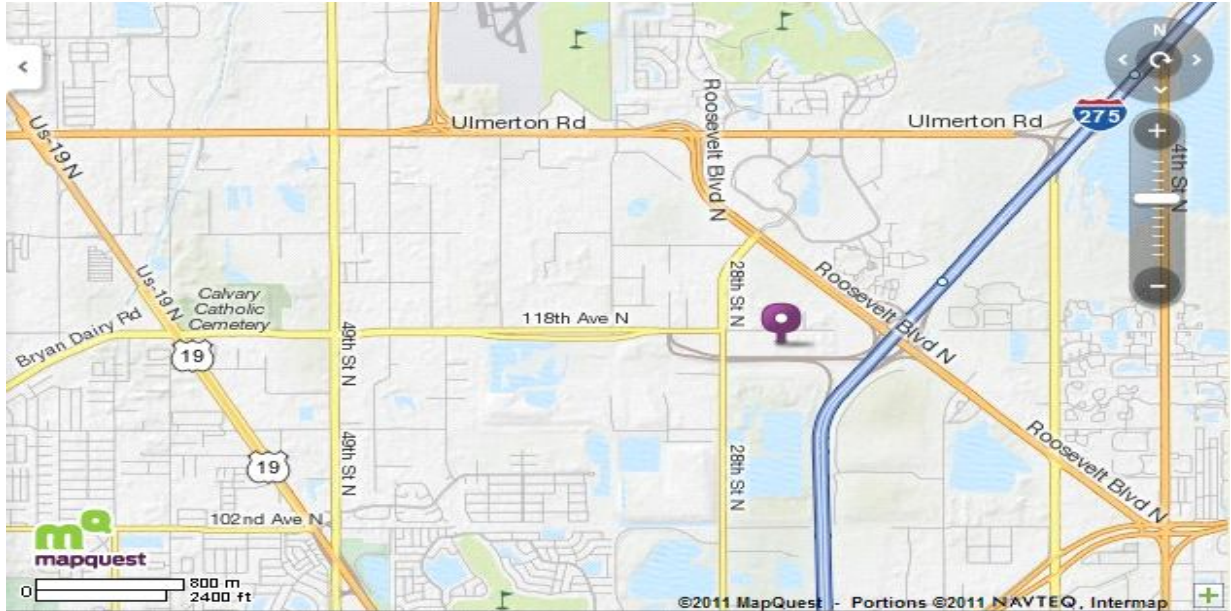 N
275
Ulmerton Rd
Ulmerton Rd
Roosevelt Blvd N
4th St N
Us-19 N
Us-19 N
Calvary
Catholic
Cemetery
Bryan Dairy Rd
19
49th St N
118th Ave N
28th St N
Roosevelt Blvd N
19
49th St N
28th St N
Roosevelt Blvd N
102nd Ave N
mq
mapquest
0
800 m
2400 ft
©2011 MapQuest - Portions ©2011 NAVTEQ, Intermap